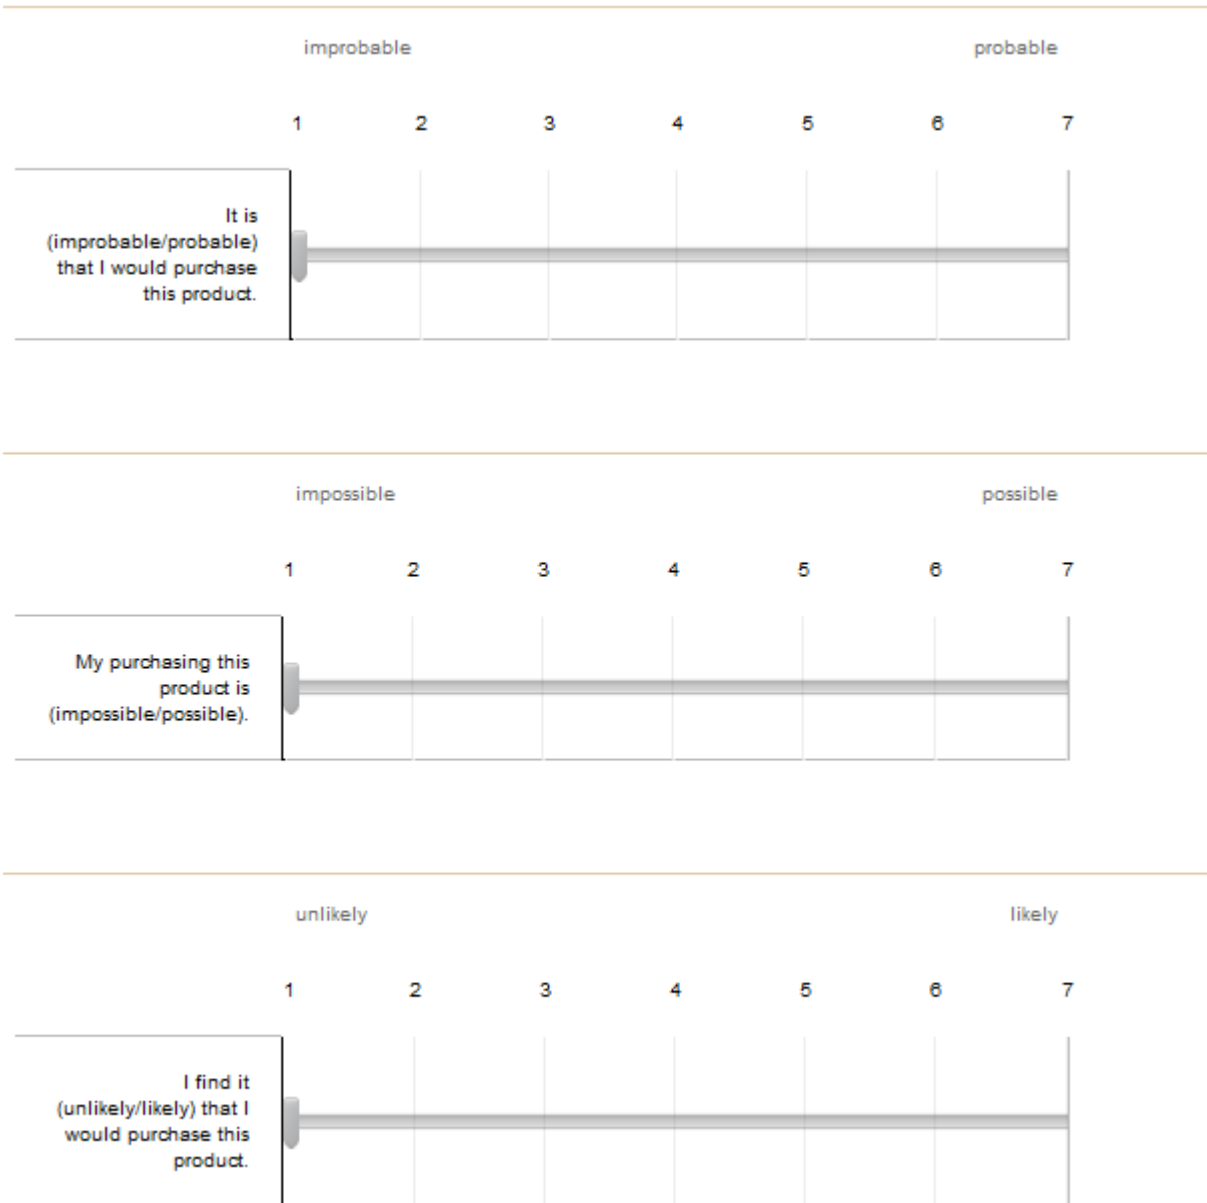 improbable probable
1 2 3 4 5 6 7
It is
(improbable/probable)
that I would purchase
this product.
impossible possible
1 2 3 4 5 6 7
My purchasing this
product is
(impossible/possible).
unlikely likely
1 2 3 4 5 6 7
I find it
(unlikely/likely) that I
would purchase this
product.